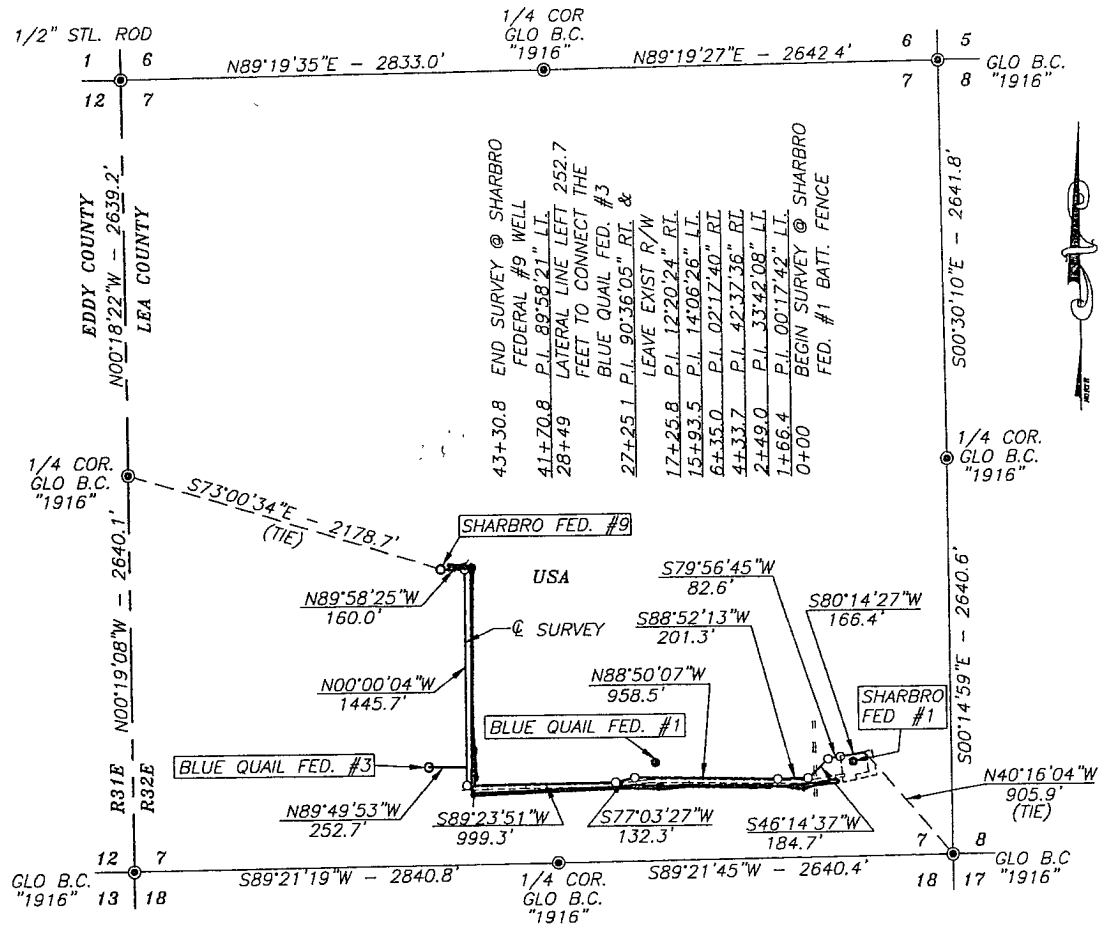 1/2" STL. ROD
1/4 COR
GLO B.C.
"1916"
1 6
12 7
N89°19'35"E - 2833.0'
N89°19'27"E - 2642 4'
6 5
7 8
GLO B.C.
"1916"
EDDY COUNTY
LEA COUNTY
N00°18'22"W - 2639.2'
S00°30'10"E - 2641.8'
43+30.8 END SURVEY @ SHARBRO
FEDERAL #9 WELL
41+70.8 P.I. 89°58'21" LT.
28+49 LATERAL LINE LEFT 252.7
FEET TO CONNECT THE
BLUE QUAIL FED. #3
27+25 1 P.I. 90°36'05" RT. &
LEAVE EXIST R/W
17+25.8 P.I. 12°20'24" RT.
15+93.5 P.I. 14°06'26" LT.
6+35.0 P.I. 02°17'40" RT
4+33.7 P.I. 42°37'36" RT
2+49.0 P.I. 33°42'08" LT.
1+66.4 P.I. 00°17'42" LT.
0+00 BEGIN SURVEY @ SHARBRO
FED. #1 BATT. FENCE
1/4 COR.
GLO B.C.
"1916"
1/4 COR.
GLO B.C.
"1916"
S73°00'34"E - 2178.7'
(TIE)
SHARBRO FED. #9
USA
N89°58'25"W
160.0'
℄ SURVEY
N00°00'04"W
1445.7'
S79°56'45"W
82.6'
S80°14'27"W
166.4'
S88°52'13"W
201.3'
N88°50'07"W
958.5'
SHARBRO
FED #1
BLUE QUAIL FED. #1
BLUE QUAIL FED. #3
N89°49'53"W
252.7'
S89°23'51"W
999.3'
S77°03'27"W
132.3'
S46°14'37"W
184.7'
N40°16'04"W
905.9'
(TIE)
N00°19'08"W - 2640.1'
S00°14'59"E - 2640.6'
R31E
R32E
12 7
13 18
GLO B.C.
"1916"
S89°21'19"W - 2840.8'
1/4 COR.
GLO B.C.
"1916"
S89°21'45"W - 2640.4'
7 8
18 17
GLO B.C
"1916"